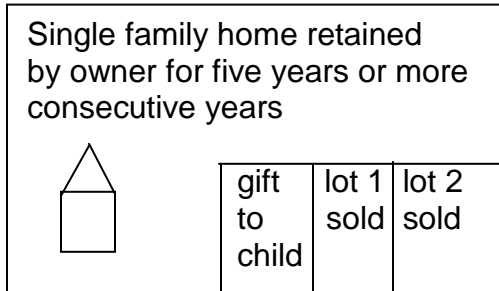 Single family home retained
by owner for five years or more
consecutive years
gift
to
child
lot 1
sold
lot 2
sold